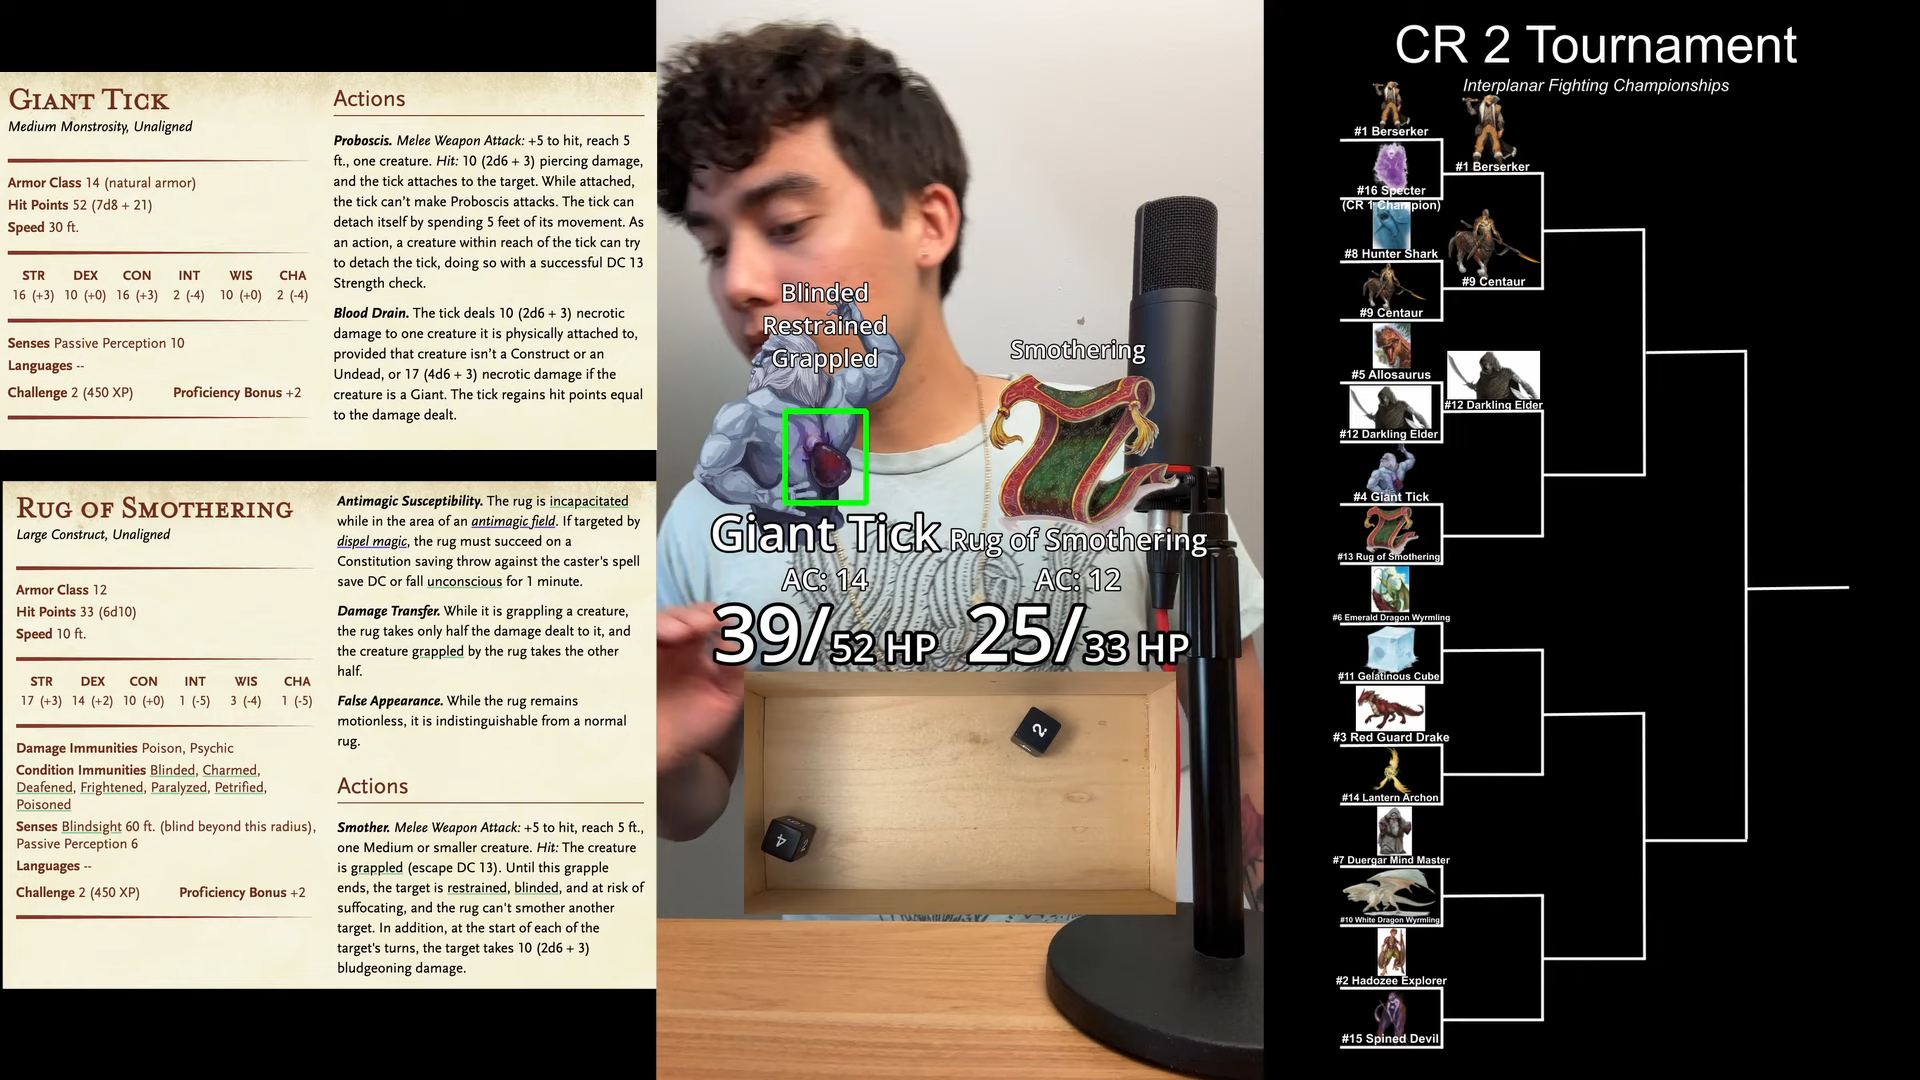 GIANT TICK
Medium Monstrosity, Unaligned
Armor Class 14 (natural armor)
Hit Points 52 (7d8 + 21)
Speed 30 ft.
STR DEX CON INT WIS CHA
16 (+3) 10 (+0) 16 (+3) 2 (-4) 10 (+0) 2 (-4)
Senses Passive Perception 10
Languages --
Challenge 2 (450 XP) Proficiency Bonus +2
Actions
Proboscis. Melee Weapon Attack: +5 to hit, reach 5
ft., one creature. Hit: 10 (2d6 + 3) piercing damage,
and the tick attaches to the target. While attached,
the tick can't make Proboscis attacks. The tick can
detach itself by spending 5 feet of its movement. As
an action, a creature within reach of the tick can try
to detach the tick, doing so with a successful DC 13
Strength check.
Blood Drain. The tick deals 10 (2d6 + 3) necrotic
damage to one creature it is physically attached to,
provided that creature isn't a Construct or an
Undead, or 17 (4d6 + 3) necrotic damage if the
creature is a Giant. The tick regains hit points equal
to the damage dealt.
RUG OF SMOTHERING
Large Construct, Unaligned
Armor Class 12
Hit Points 33 (6d10)
Speed 10 ft.
STR DEX CON INT WIS CHA
17 (+3) 14 (+2) 10 (+0) 1 (-5) 3 (-4) 1 (-5)
Damage Immunities Poison, Psychic
Condition Immunities Blinded, Charmed,
Deafened, Frightened, Paralyzed, Petrified,
Poisoned
Senses Blindsight 60 ft. (blind beyond this radius),
Passive Perception 6
Languages --
Challenge 2 (450 XP) Proficiency Bonus +2
Antimagic Susceptibility. The rug is incapacitated
while in the area of an antimagic field. If targeted by
dispel magic, the rug must succeed on a
Constitution saving throw against the caster's spell
save DC or fall unconscious for 1 minute.
Damage Transfer. While it is grappling a creature,
the rug takes only half the damage dealt to it, and
the creature grappled by the rug takes the other
half.
False Appearance. While the rug remains
motionless, it is indistinguishable from a normal
rug.
Actions
Smother. Melee Weapon Attack: +5 to hit, reach 5 ft.,
one Medium or smaller creature. Hit: The creature
is grappled (escape DC 13). Until this grapple
ends, the target is restrained, blinded, and at risk of
suffocating, and the rug can't smother another
target. In addition, at the start of each of the
target's turns, the target takes 10 (2d6 + 3)
bludgeoning damage.
Blinded
Restrained
Grappled
Smothering
Giant Tick
Rug of Smothering
AC: 14
AC: 12
39/52 HP
25/33 HP
2
4
CR 2 Tournament
Interplanar Fighting Championships
#1 Berserker
#16 Specter
(CR 1 Champion)
#8 Hunter Shark
#9 Centaur
#5 Allosaurus
#12 Darkling Elder
#4 Giant Tick
#13 Rug of Smothering
#6 Emerald Dragon Wyrmling
#11 Gelatinous Cube
#3 Red Guard Drake
#14 Lantern Archon
#7 Duergar Mind Master
#10 White Dragon Wyrmling
#2 Hadozee Explorer
#15 Spined Devil
#1 Berserker
#9 Centaur
#12 Darkling Elder